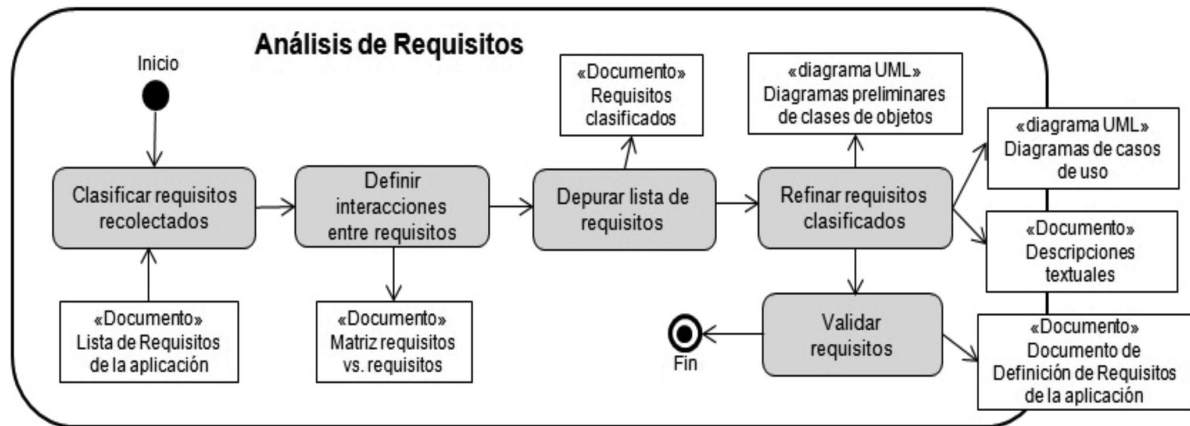 Análisis de Requisitos
Inicio
«Documento»
Requisitos
clasificados
«diagrama UML»
Diagramas preliminares
de clases de objetos
«diagrama UML»
Diagramas de casos
de uso
Clasificar requisitos
recolectados
Definir
interacciones
entre requisitos
Depurar lista de
requisitos
Refinar requisitos
clasificados
«Documento»
Descripciones
textuales
«Documento»
Lista de Requisitos
de la aplicación
«Documento»
Matriz requisitos
vs. requisitos
Fin
Validar
requisitos
«Documento»
Documento de
Definición de Requisitos
de la aplicación